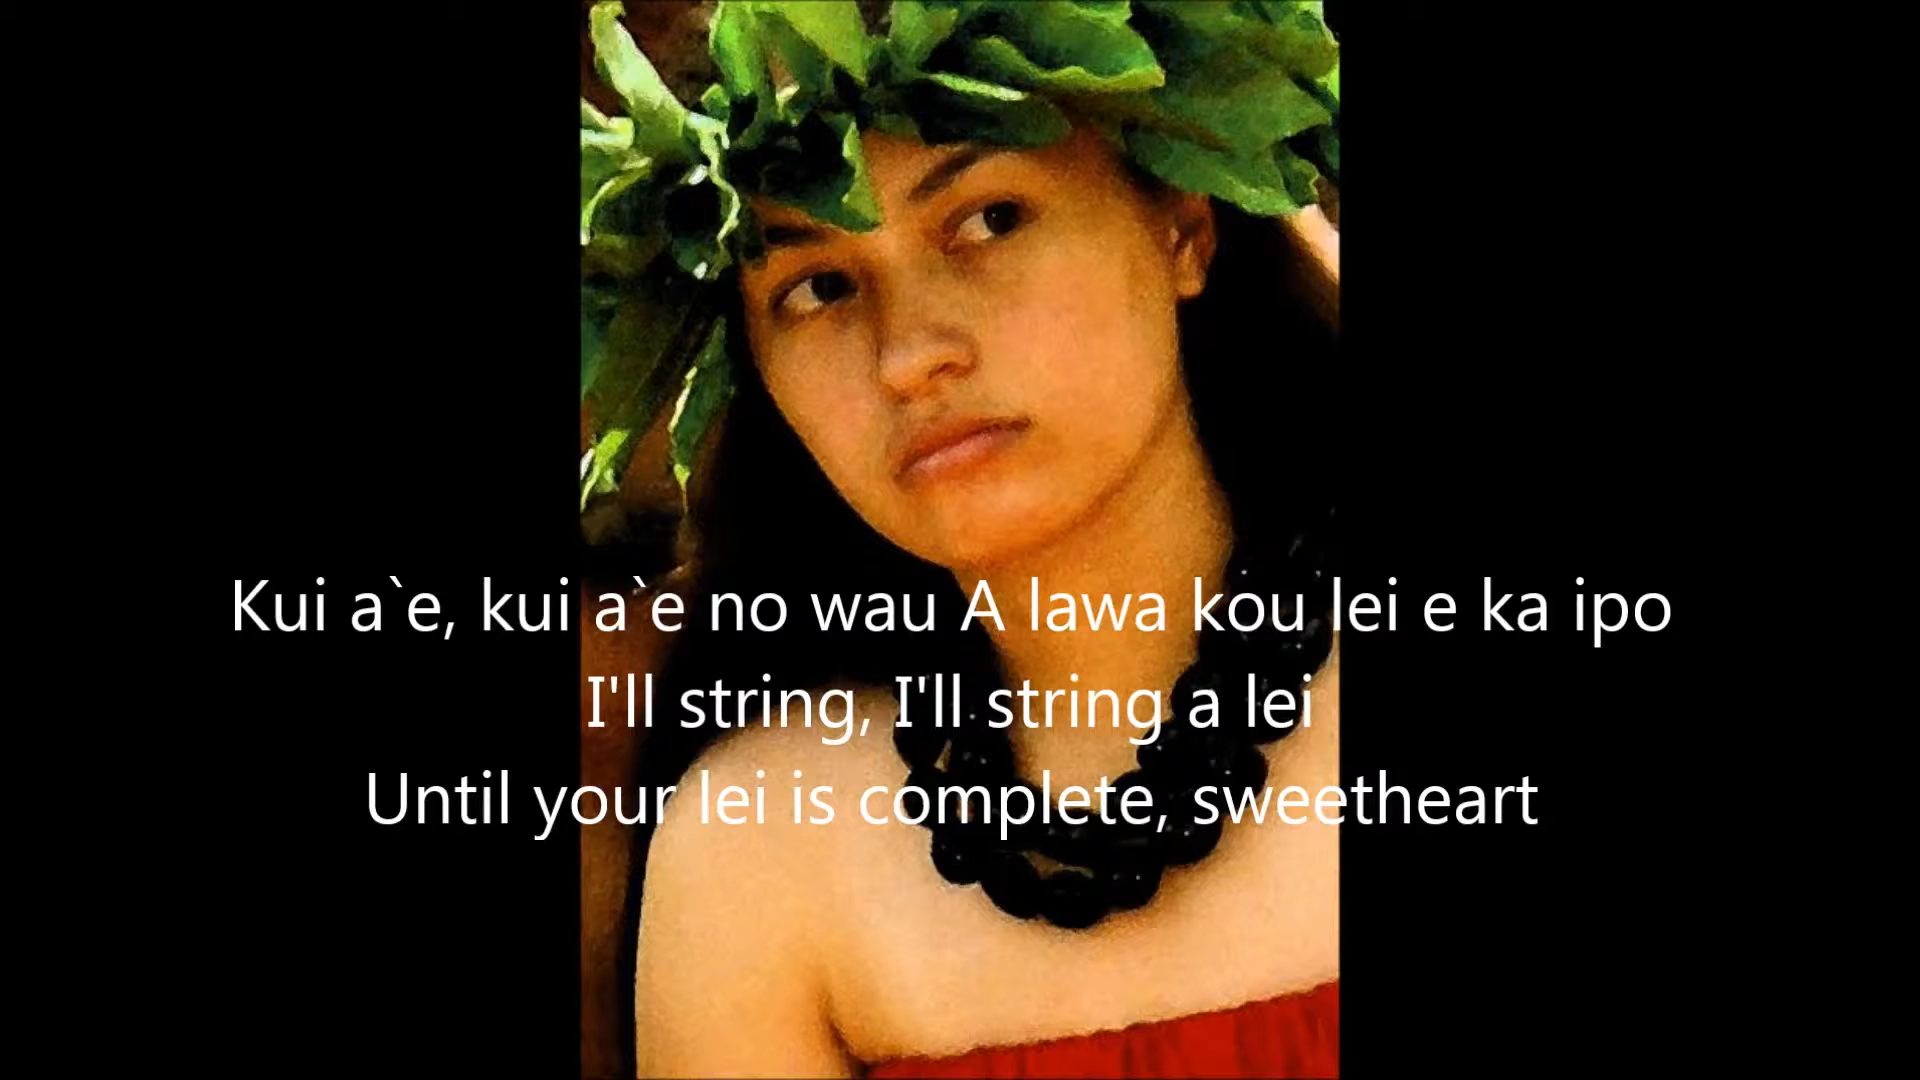 Kui a`e, kui a`e no wau A lawa kou lei e ka ipo
I'll string, I'll string a lei
Until your lei is complete, sweetheart